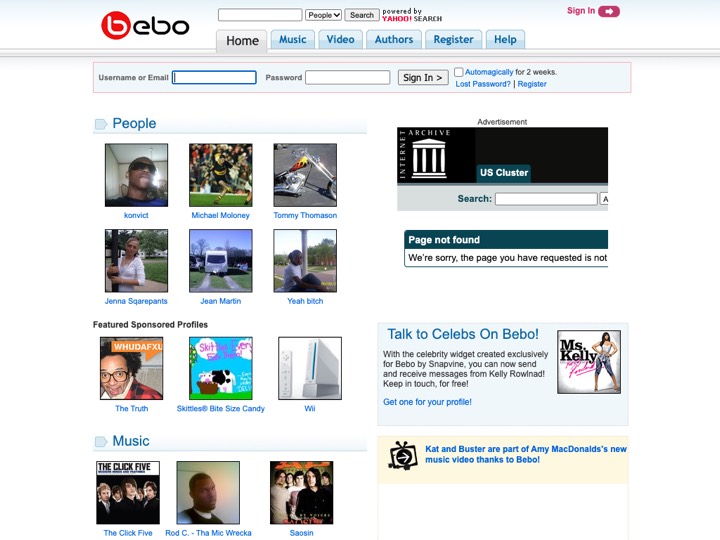 bebo
People
Search
powered by
YAHOO! SEARCH
Sign In
Home
Music
Video
Authors
Register
Help
Username or Email
Password
Sign In >
Automagically for 2 weeks.
Lost Password? | Register
People
konvict
Michael Moloney
Tommy Thomason
Jenna Sqarepants
Jean Martin
Yeah bitch
Advertisement
INTERNET ARCHIVE
US Cluster
Search:
A
Page not found
We're sorry, the page you have requested is not
Featured Sponsored Profiles
WHUDAFXU
The Truth
Skittles® Bite Size Candy
Wii
Talk to Celebs On Bebo!
With the celebrity widget created exclusively
for Bebo by Snapvine, you can now send
and receive messages from Kelly Rowlnad!
Keep in touch, for free!
Get one for your profile!
Ms.
Kelly
Music
THE CLICK FIVE
The Click Five
Rod C. - Tha Mic Wrecka
Saosin
Kat and Buster are part of Amy MacDonalds's new
music video thanks to Bebo!